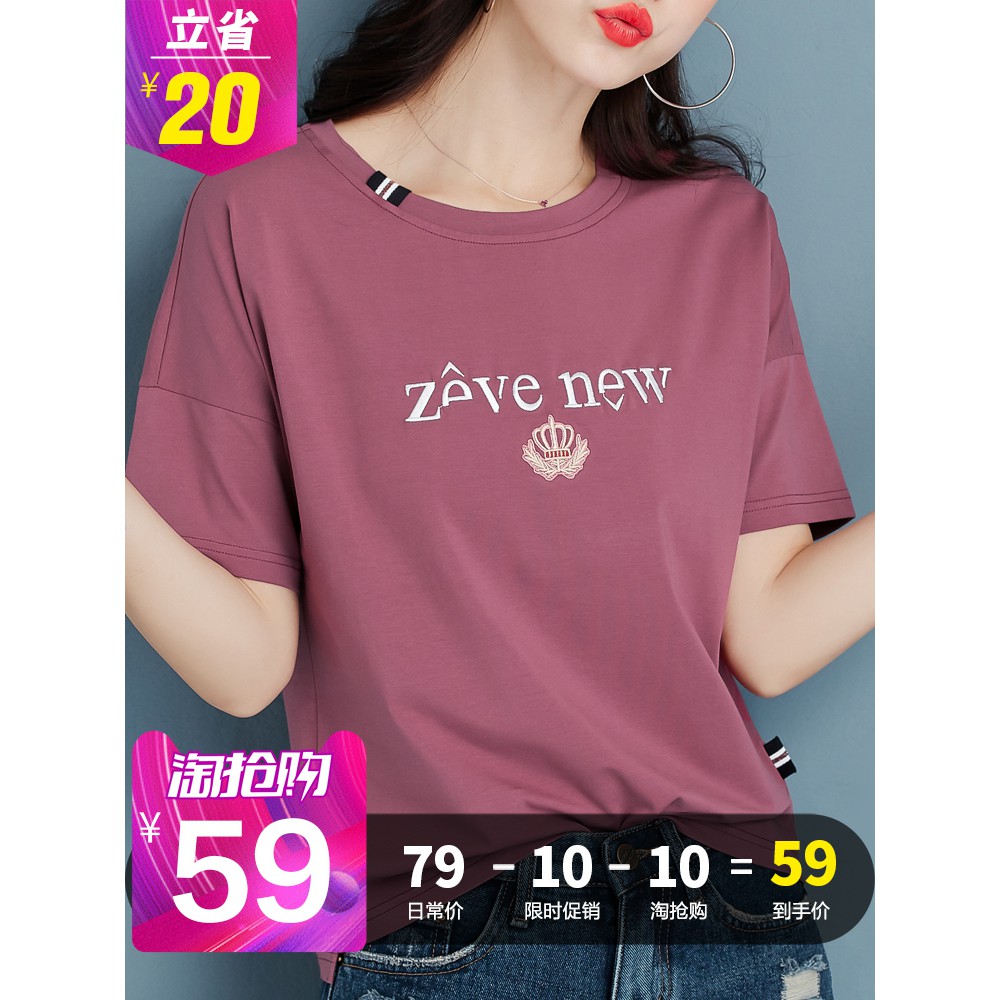 立省
¥20
zêve new
淘抢购
¥59
79 - 10 - 10 = 59
日常价 限时促销 淘抢购 到手价